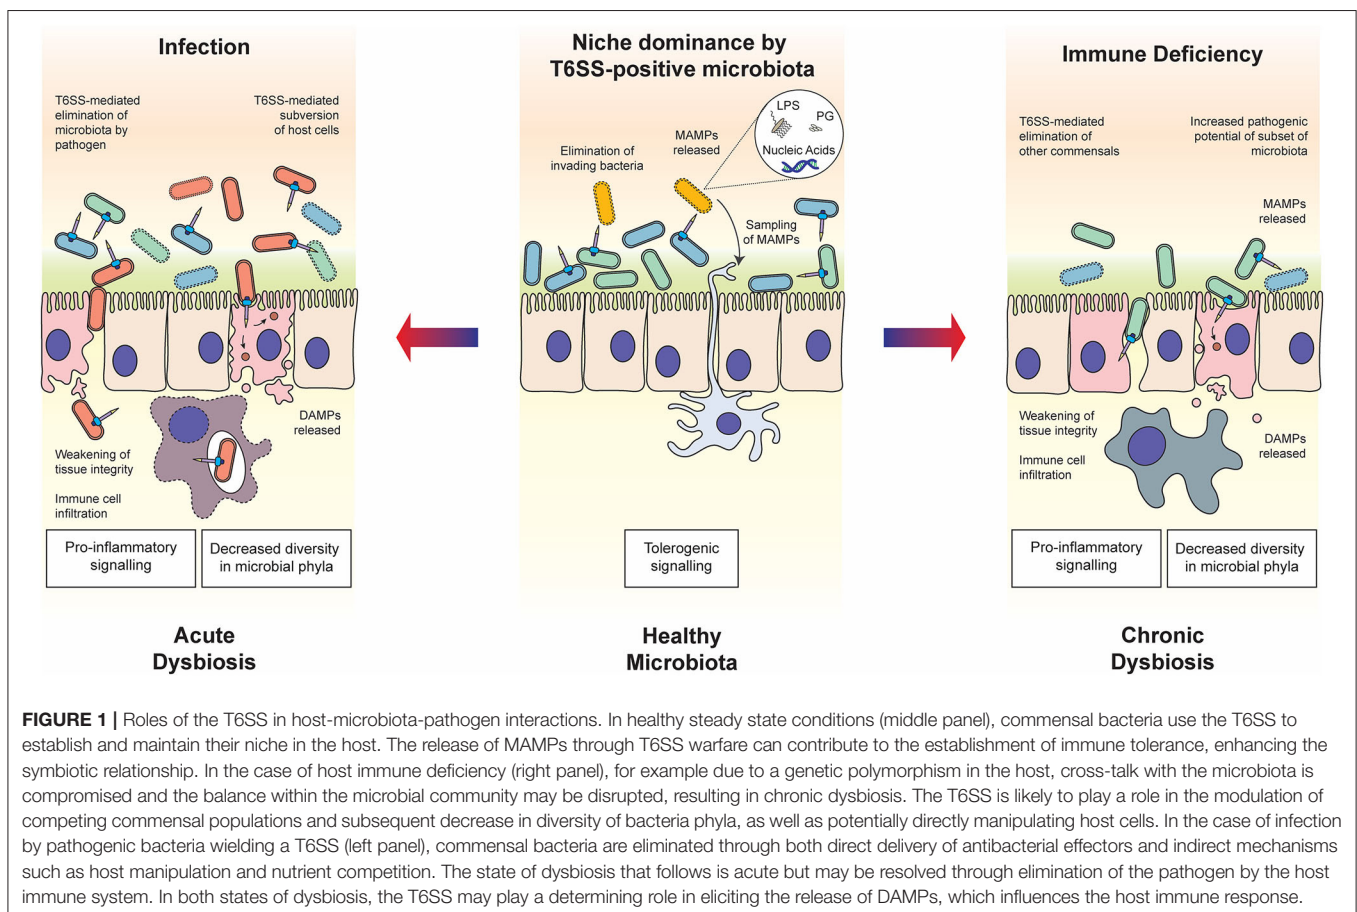 Infection
T6SS-mediated
elimination of
microbiota by
pathogen
T6SS-mediated
subversion
of host cells
DAMPs
released
Weakening of
tissue integrity
Immune cell
infiltration
Pro-inflammatory
signalling
Decreased diversity
in microbial phyla
Acute
Dysbiosis
Niche dominance by
T6SS-positive microbiota
LPS
PG
Nucleic Acids
MAMPs
released
Elimination of
invading bacteria
Sampling
of MAMPs
Tolerogenic
signalling
Healthy
Microbiota
Immune Deficiency
T6SS-mediated
elimination of
other commensals
Increased pathogenic
potential of subset of
microbiota
MAMPs
released
Weakening of
tissue integrity
Immune cell
infiltration
DAMPs
released
Pro-inflammatory
signalling
Decreased diversity
in microbial phyla
Chronic
Dysbiosis
FIGURE 1 | Roles of the T6SS in host-microbiota-pathogen interactions. In healthy steady state conditions (middle panel), commensal bacteria use the T6SS to
establish and maintain their niche in the host. The release of MAMPs through T6SS warfare can contribute to the establishment of immune tolerance, enhancing the
symbiotic relationship. In the case of host immune deficiency (right panel), for example due to a genetic polymorphism in the host, cross-talk with the microbiota is
compromised and the balance within the microbial community may be disrupted, resulting in chronic dysbiosis. The T6SS is likely to play a role in the modulation of
competing commensal populations and subsequent decrease in diversity of bacteria phyla, as well as potentially directly manipulating host cells. In the case of infection
by pathogenic bacteria wielding a T6SS (left panel), commensal bacteria are eliminated through both direct delivery of antibacterial effectors and indirect mechanisms
such as host manipulation and nutrient competition. The state of dysbiosis that follows is acute but may be resolved through elimination of the pathogen by the host
immune system. In both states of dysbiosis, the T6SS may play a determining role in eliciting the release of DAMPs, which influences the host immune response.